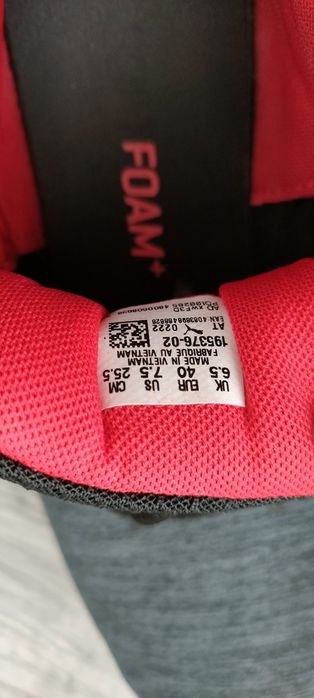 FOAM+
UK EUR US CM
6.5 40 7.5 25.5
MADE IN VIETNAM
FABRIQUE AU VIETNAM
195376-02
0222
AT